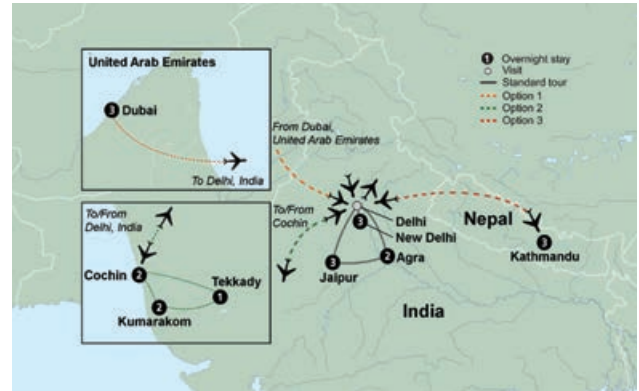 United Arab Emirates
3 Dubai
To Delhi, India
1 Overnight stay
Visit
Standard tour
Option 1
Option 2
Option 3
From Dubai,
United Arab Emirates
To/From
Delhi, India
Cochin 2
Tekkady
1
2
Kumarakom
To/From
Cochin
Delhi
3 New Delhi
3
Jaipur
2 Agra
Nepal
3
Kathmandu
India